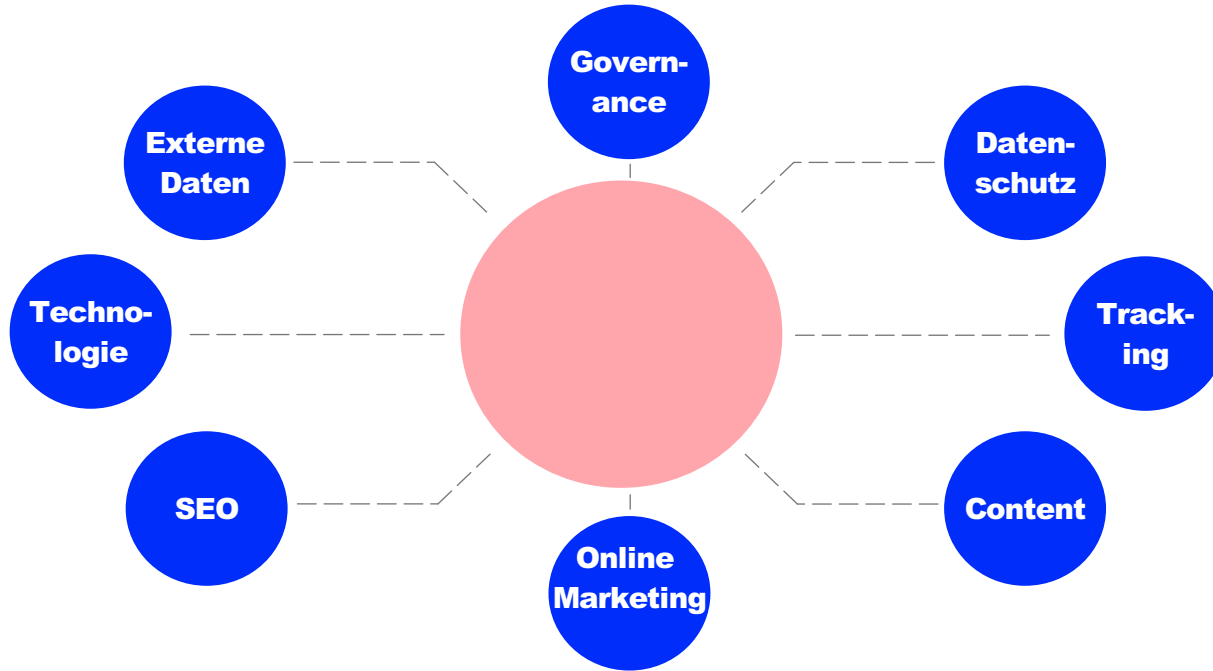 Govern-
ance
Externe
Daten
Daten-
schutz
Techno-
logie
Track-
ing
SEO
Content
Online
Marketing